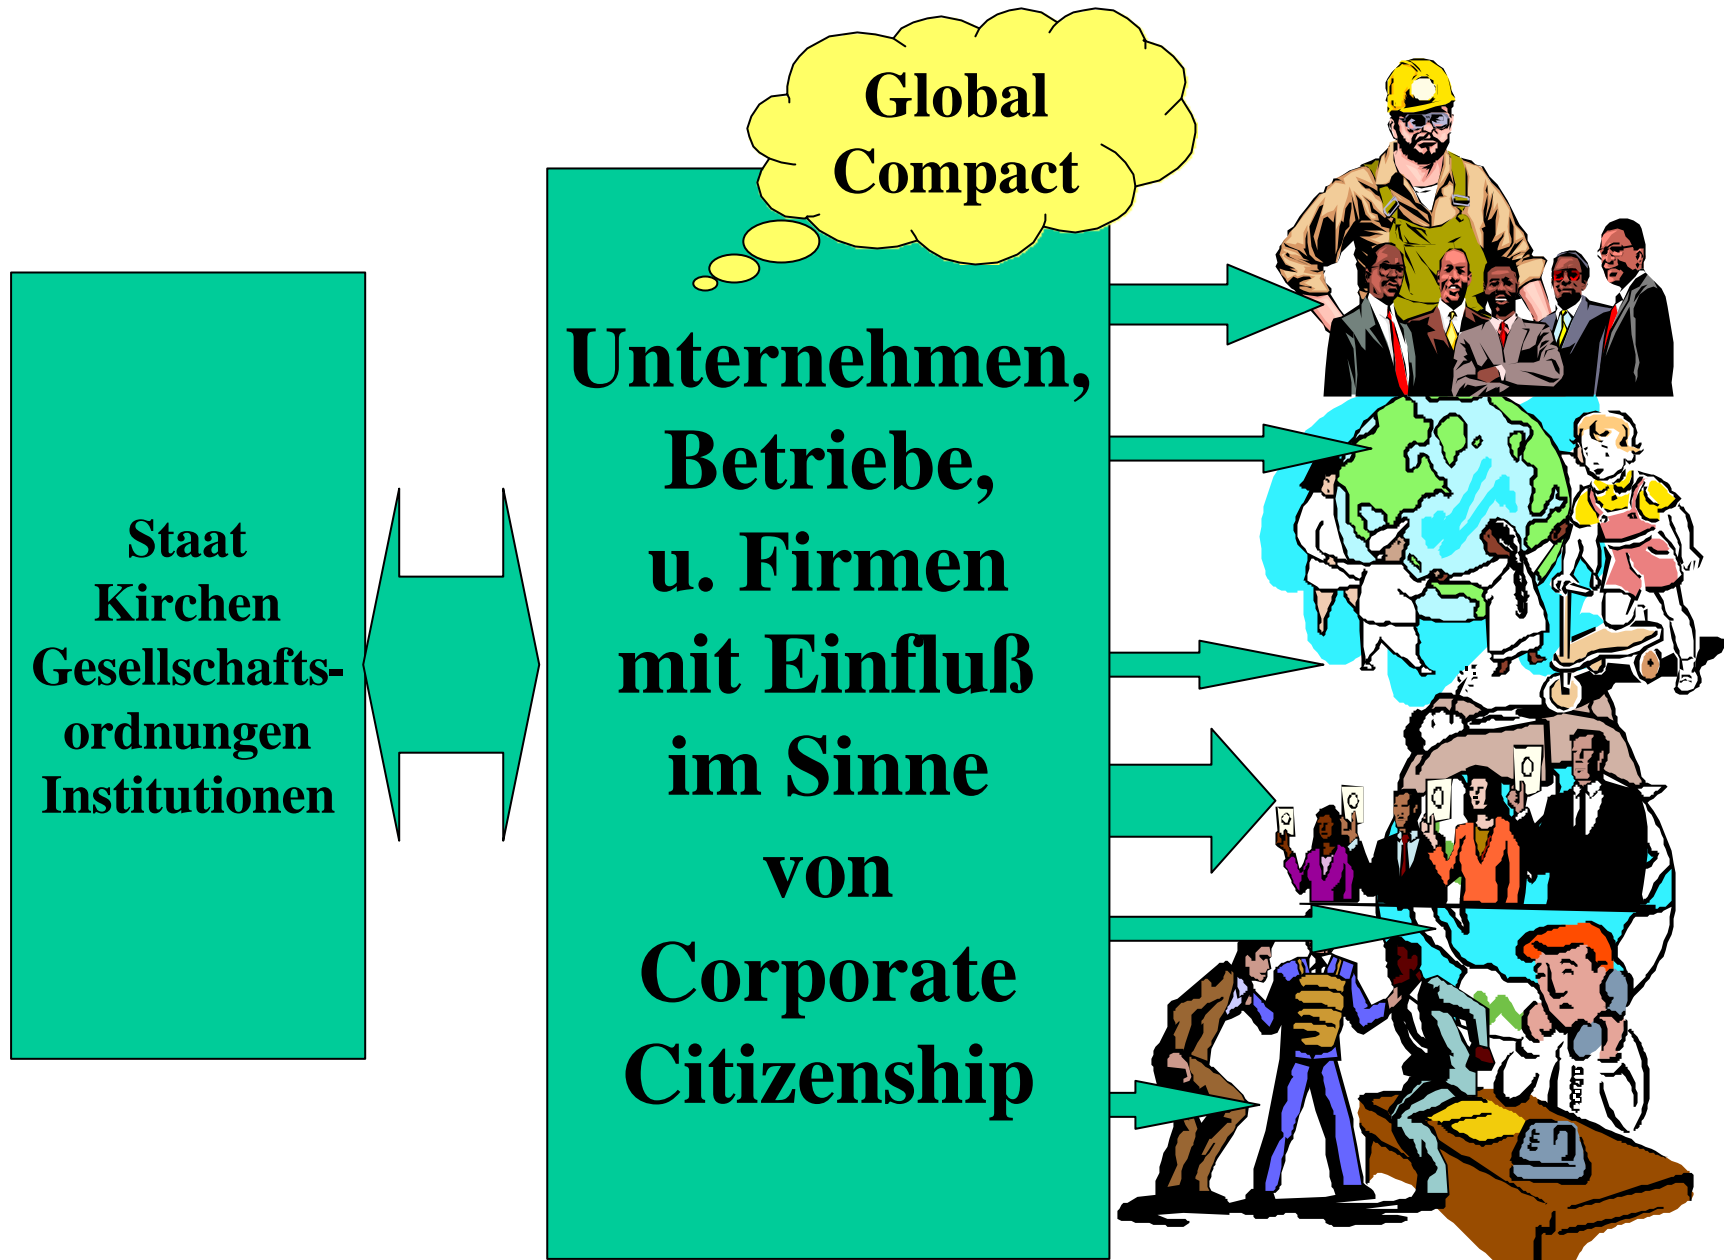 Global
Compact
Staat
Kirchen
Gesellschafts-
ordnungen
Institutionen
Unternehmen,
Betriebe,
u. Firmen
mit Einfluß
im Sinne
von
Corporate
Citizenship